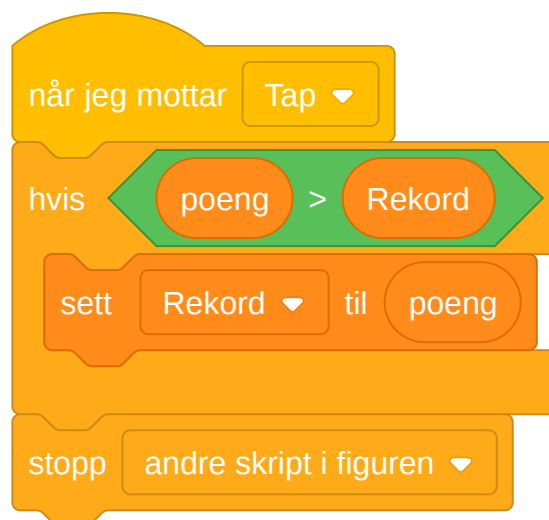 når jeg mottar Tap
hvis poeng > Rekord
sett Rekord til poeng
stopp andre skript i figuren